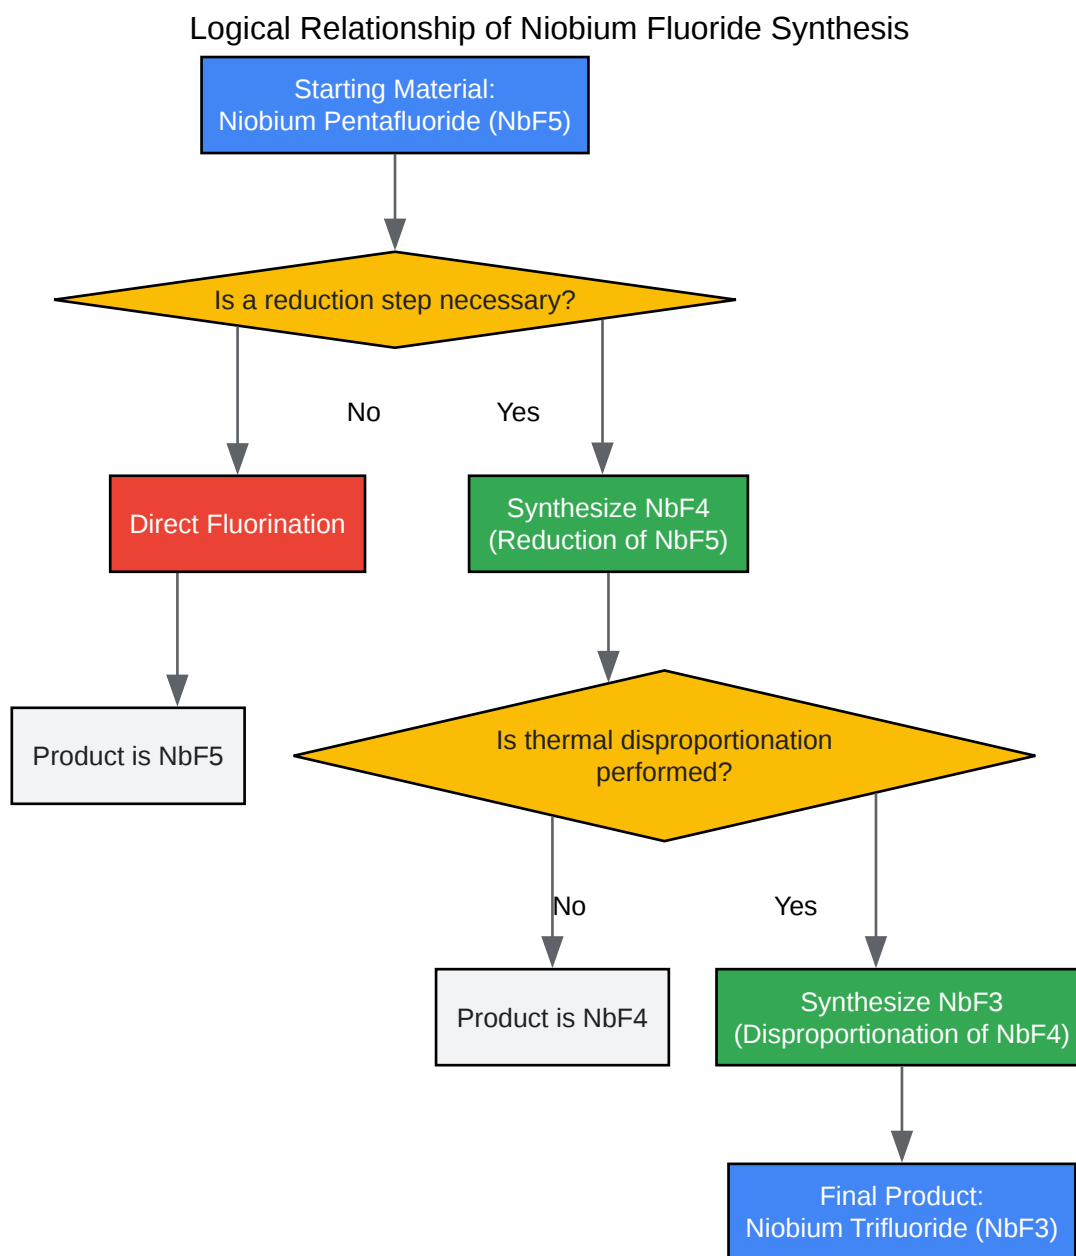 Logical Relationship of Niobium Fluoride Synthesis
Starting Material:
Niobium Pentafluoride (NbF5)
Is a reduction step necessary?
No
Yes
Direct Fluorination
Synthesize NbF4
(Reduction of NbF5)
Product is NbF5
Is thermal disproportionation
performed?
No
Yes
Product is NbF4
Synthesize NbF3
(Disproportionation of NbF4)
Final Product:
Niobium Trifluoride (NbF3)